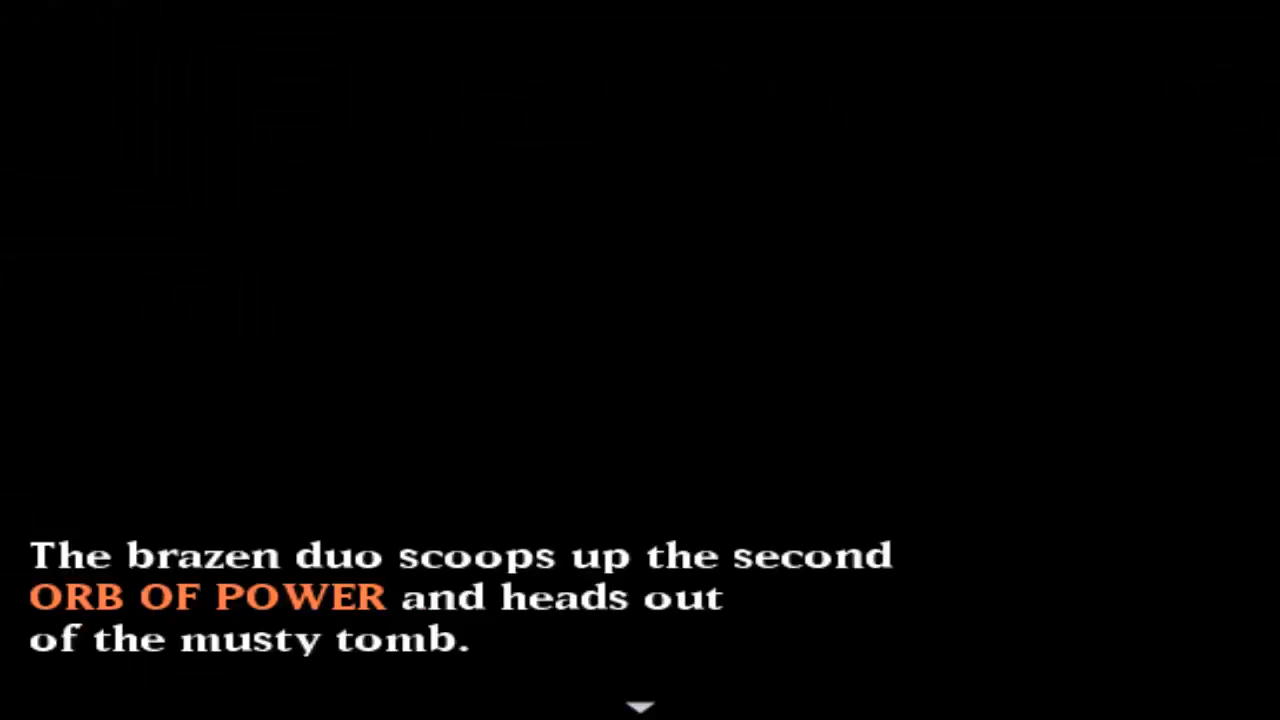 The brazen duo scoops up the second
ORB OF POWER and heads out
of the musty tomb.